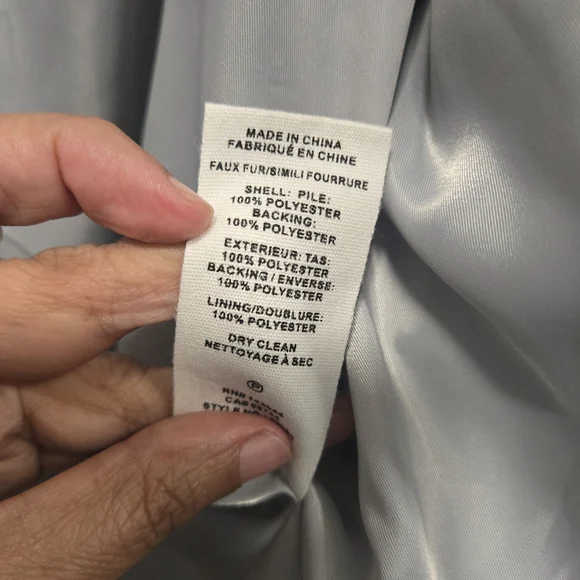 MADE IN CHINA
FABRIQUÉ EN CHINE
FAUX FUR/SIMILI FOURRURE
SHELL: PILE:
100% POLYESTER
BACKING:
100% POLYESTER
EXTERIEUR: TAS:
100% POLYESTER
BACKING / ENVERSE:
100% POLYESTER
LINING/DOUBLURE:
100% POLYESTER
DRY CLEAN
NETTOYAGE À SEC
P
STYLE